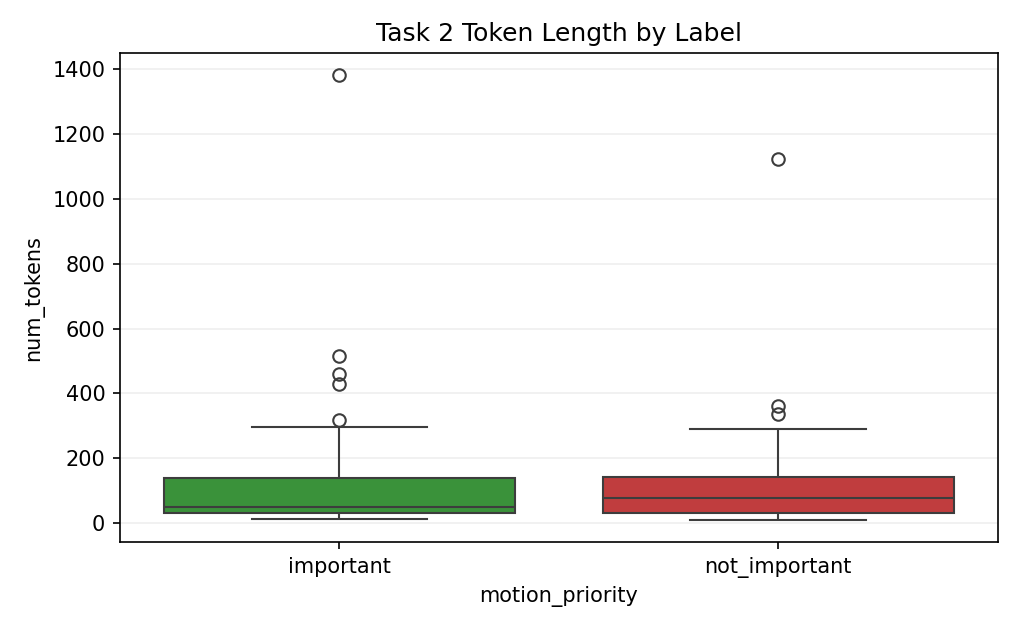 Task 2 Token Length by Label
1400
1200
1000
800
600
400
200
0
num_tokens
important
not_important
motion_priority